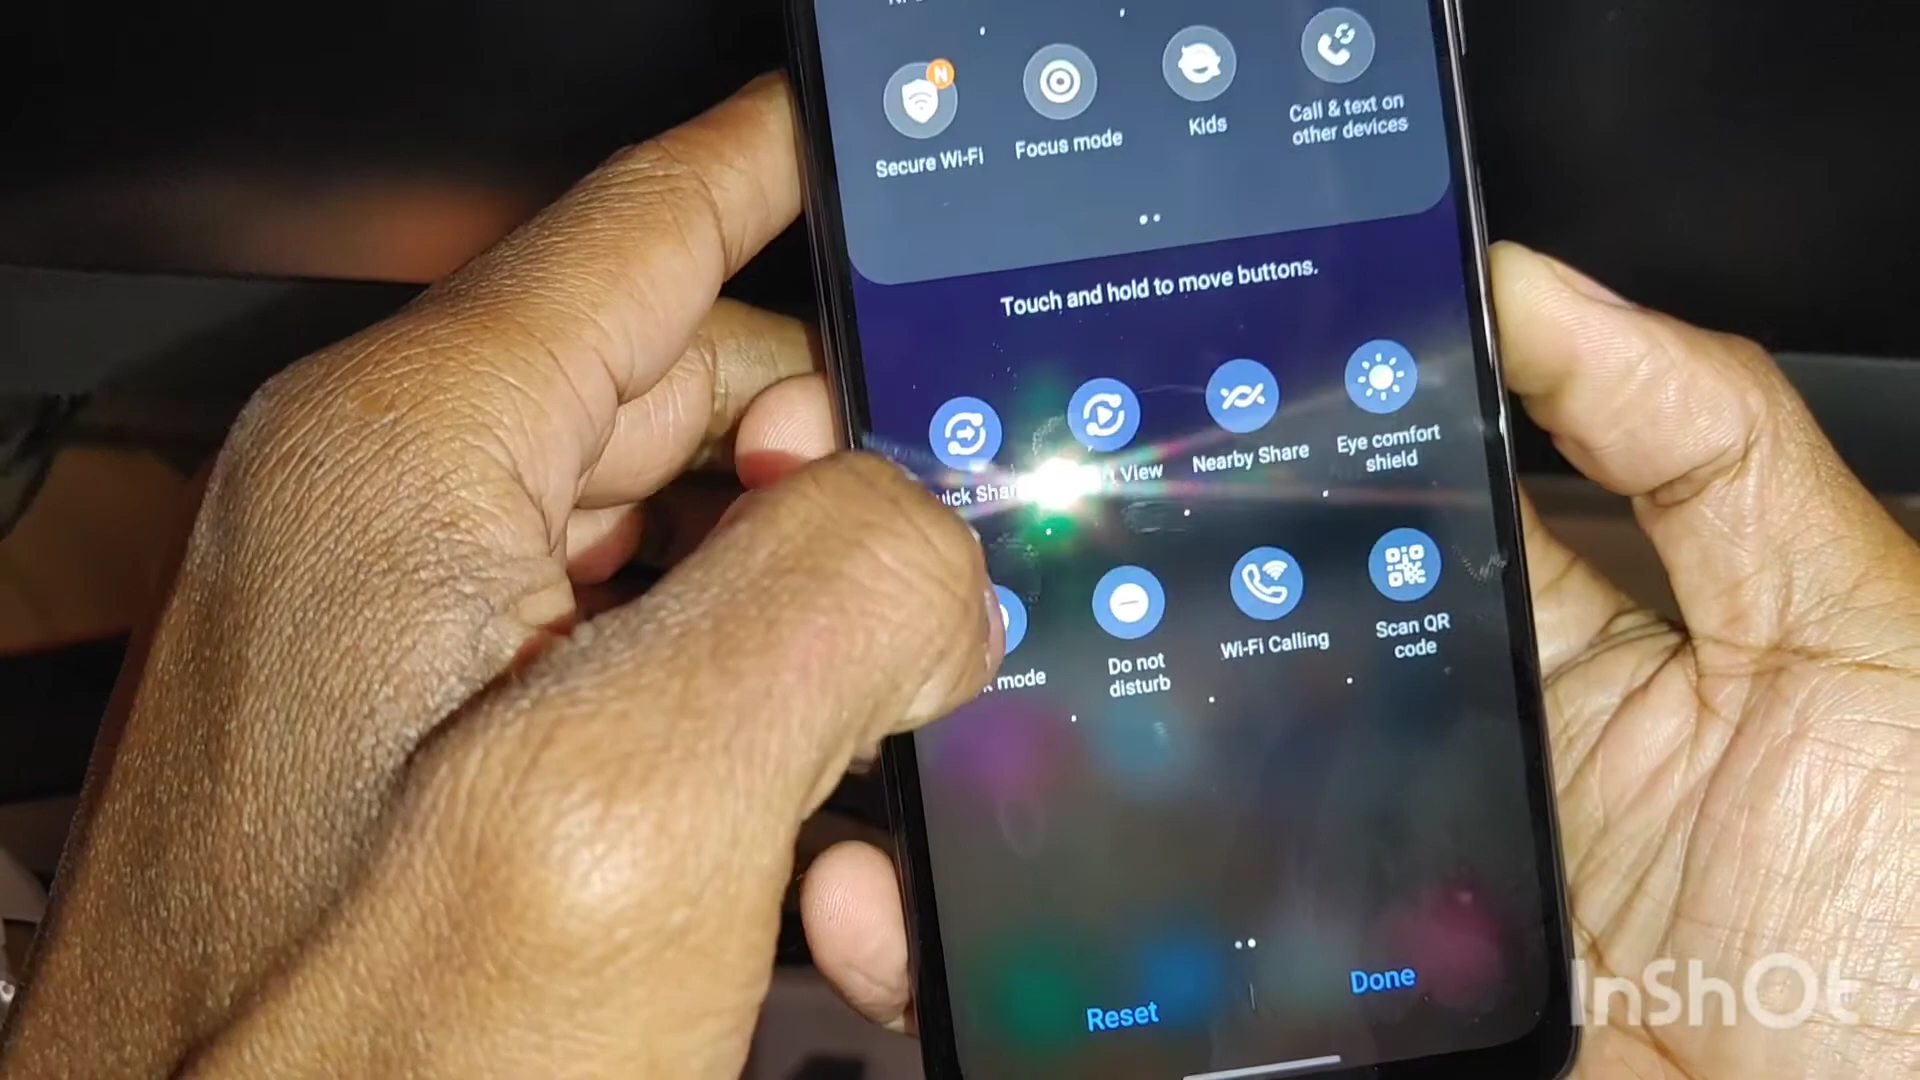 N
Secure Wi-Fi
Focus mode
Kids
Call & text on
other devices
Touch and hold to move buttons.
View
Nearby Share
Eye comfort
shield
mode
Do not
disturb
Wi-Fi Calling
Scan QR
code
Reset
Done
InShOt